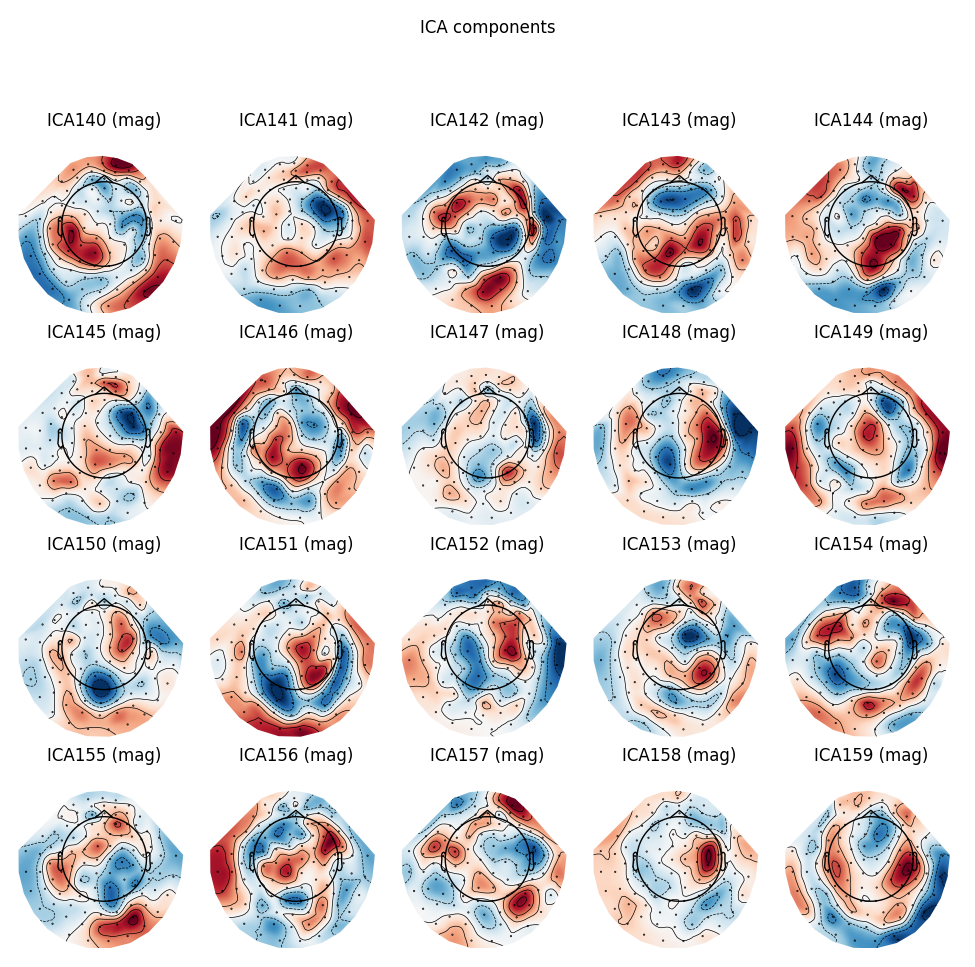 ICA components
ICA140 (mag) ICA141 (mag) ICA142 (mag) ICA143 (mag) ICA144 (mag)
ICA145 (mag) ICA146 (mag) ICA147 (mag) ICA148 (mag) ICA149 (mag)
ICA150 (mag) ICA151 (mag) ICA152 (mag) ICA153 (mag) ICA154 (mag)
ICA155 (mag) ICA156 (mag) ICA157 (mag) ICA158 (mag) ICA159 (mag)